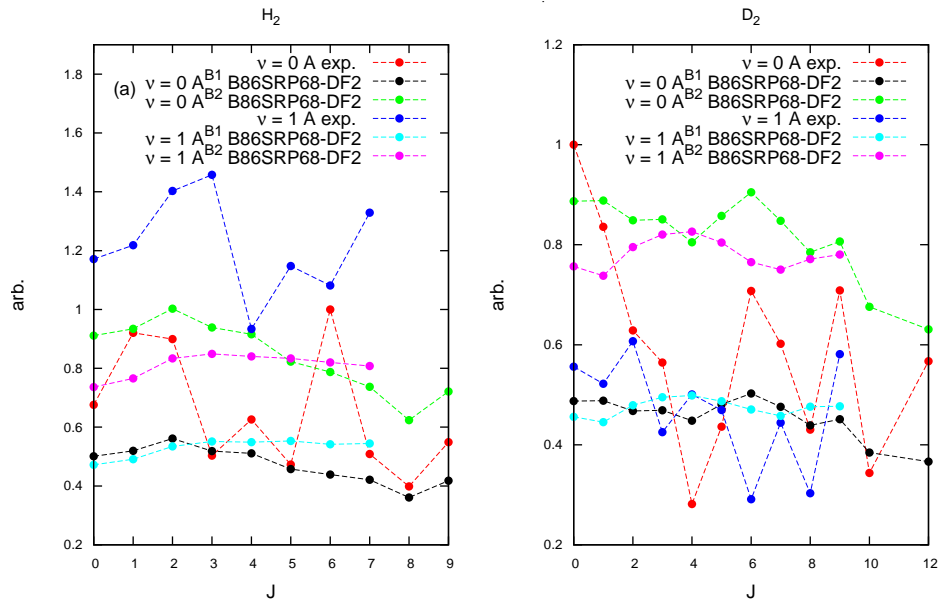 H2
D2
1.8
1.6
1.4
1.2
1
0.8
0.6
0.4
0.2
0
1
2
3
4
5
6
7
8
9
J
arb.
(a)
ν = 0 A exp.
ν = 0 A^B1 B86SRP68-DF2
ν = 0 A^B2 B86SRP68-DF2
ν = 1 A exp.
ν = 1 A^B1 B86SRP68-DF2
ν = 1 A^B2 B86SRP68-DF2
1.2
1
0.8
0.6
0.4
0.2
0
2
4
6
8
10
12
J
arb.
ν = 0 A exp.
ν = 0 A^B1 B86SRP68-DF2
ν = 0 A^B2 B86SRP68-DF2
ν = 1 A exp.
ν = 1 A^B1 B86SRP68-DF2
ν = 1 A^B2 B86SRP68-DF2